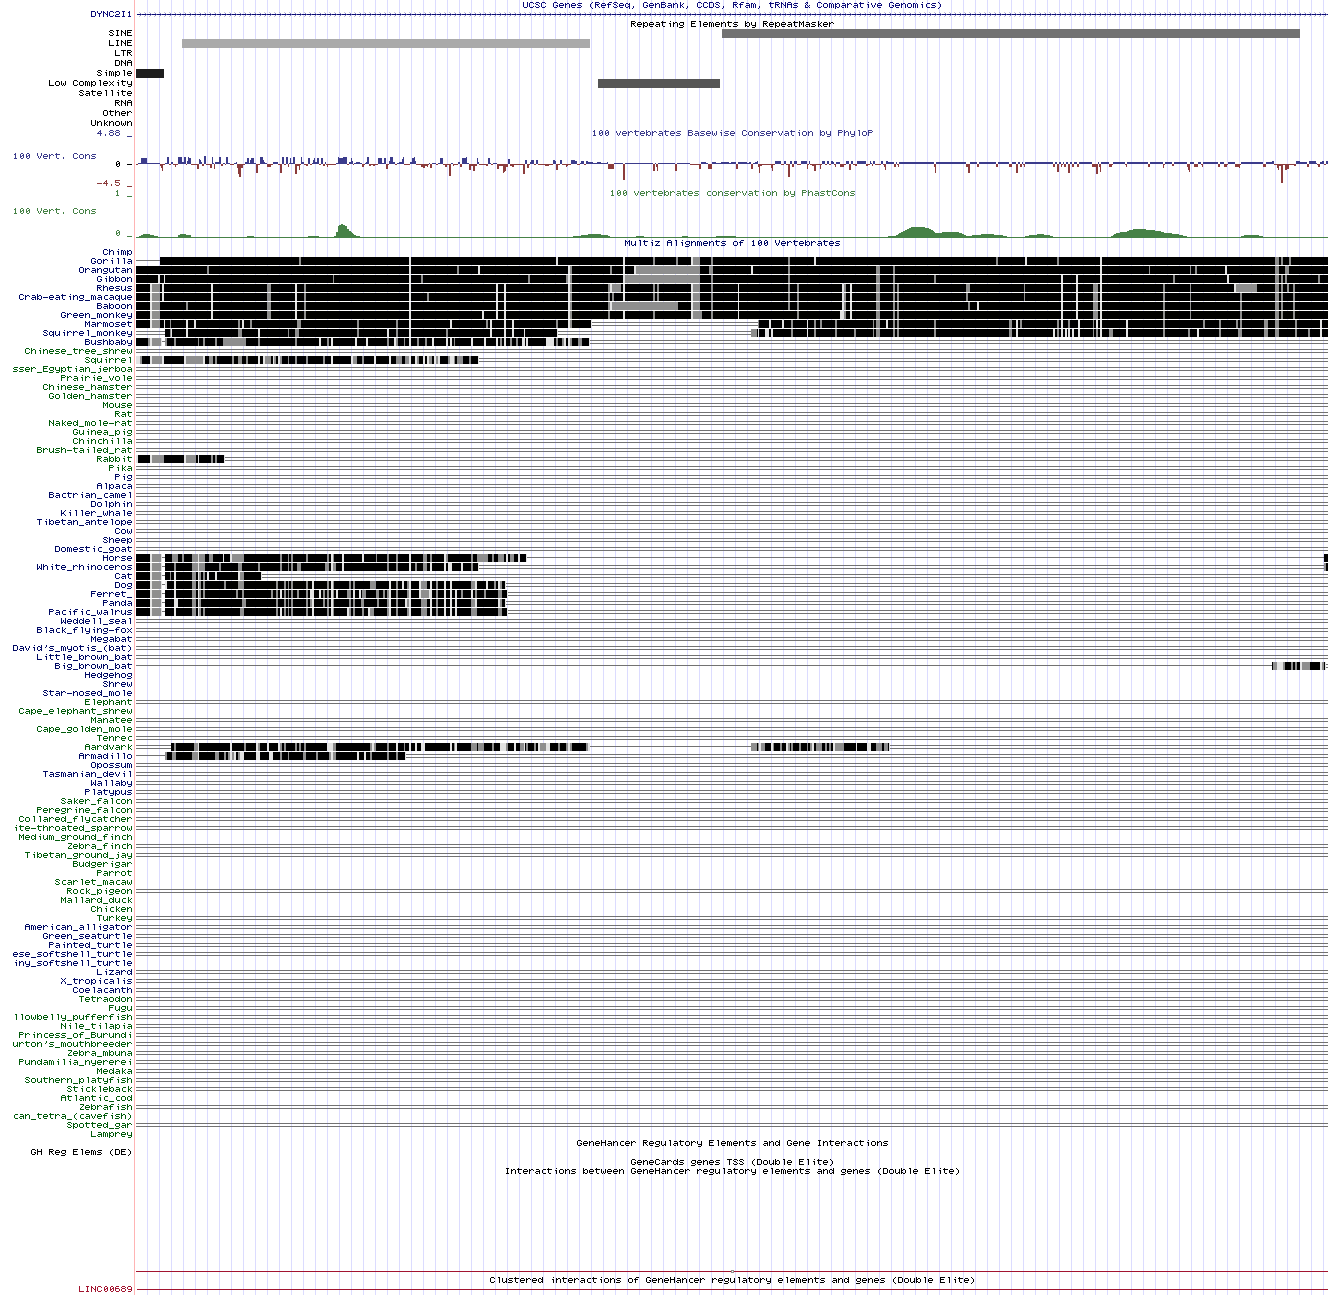 UCSC Genes (RefSeq, GenBank, CCDS, Rfam, tRNAs & Comparative Genomics)
DYNC2I1
Repeating Elements by RepeatMasker
SINE
LINE
LTR
DNA
Simple
Low Complexity
Satellite
RNA
Other
Unknown
4.88 _
100 vertebrates Basewise Conservation by PhyloP
100 Vert. Cons
0 _
-4.5 _
1 _
100 vertebrates conservation by PhastCons
100 Vert. Cons
0 _
Multiz Alignments of 100 Vertebrates
Chimp
Gorilla
Orangutan
Gibbon
Rhesus
Crab-eating_macaque
Baboon
Green_monkey
Marmoset
Squirrel_monkey
Bushbaby
Chinese_tree_shrew
Squirrel
sser_Egyptian_jerboa
Prairie_vole
Chinese_hamster
Golden_hamster
Mouse
Rat
Naked_mole-rat
Guinea_pig
Chinchilla
Brush-tailed_rat
Rabbit
Pika
Pig
Alpaca
Bactrian_camel
Dolphin
Killer_whale
Tibetan_antelope
Cow
Sheep
Domestic_goat
Horse
White_rhinoceros
Cat
Dog
Ferret_
Panda
Pacific_walrus
Weddell_seal
Black_flying-fox
Megabat
David's_myotis_(bat)
Little_brown_bat
Big_brown_bat
Hedgehog
Shrew
Star-nosed_mole
Elephant
Cape_elephant_shrew
Manatee
Cape_golden_mole
Tenrec
Aardvark
Armadillo
Opossum
Tasmanian_devil
Wallaby
Platypus
Saker_falcon
Peregrine_falcon
Collared_flycatcher
ite-throated_sparrow
Medium_ground_finch
Zebra_finch
Tibetan_ground_jay
Budgerigar
Parrot
Scarlet_macaw
Rock_pigeon
Mallard_duck
Chicken
Turkey
American_alligator
Green_seaturtle
Painted_turtle
ese_softshell_turtle
iny_softshell_turtle
Lizard
X_tropicalis
Coelacanth
Tetraodon
Fugu
llowbelly_pufferfish
Nile_tilapia
Princess_of_Burundi
urton's_mouthbreeder
Zebra_mbuna
Pundamilia_nyererei
Medaka
Southern_platyfish
Stickleback
Atlantic_cod
Zebrafish
can_tetra_(cavefish)
Spotted_gar
Lamprey
GeneHancer Regulatory Elements and Gene Interactions
GH Reg Elems (DE)
GeneCards genes TSS (Double Elite)
Interactions between GeneHancer regulatory elements and genes (Double Elite)
Clustered interactions of GeneHancer regulatory elements and genes (Double Elite)
LINC00689